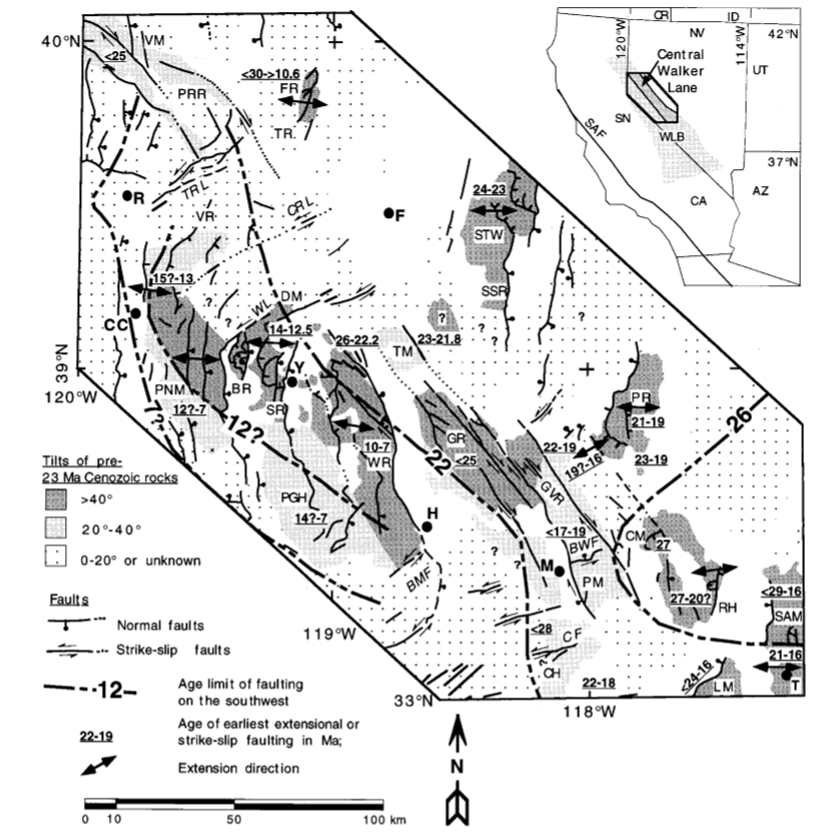 40°N
VM
<25
PRR
<30->10.6
FR
TR
R
TRL
VR
CRL
F
24-23
STW
SSR
15?-13
CC
WL
DM
14-12.5
?
?
?
?
?
26-22.2
23-21.8
TM
39°N
120°W
PNM
BR
Y
SR
12?-7
7?
12?
PR
21-19
26
10-7
WR
GR
<25
22
22-19
19?-16
23-19
GVR
PGH
14?-7
H
<17-19
BWF
CM
27
?
?
M
PM
BMF
27-20?
RH
<29-16
SAM
<28
CF
?
CH
22-18
21-16
<24-16
LM
T
119°W
33°N
118°W
CR
ID
120°W
NV
114°W
42°N
Central
Walker
Lane
UT
SN
SAF
WLB
37°N
CA
AZ
Tilts of pre-
23 Ma Cenozoic rocks
>40°
20°-40°
0-20° or unknown
Faults
Normal faults
Strike-slip faults
12
Age limit of faulting
on the southwest
22-19
Age of earliest extensional or
strike-slip faulting in Ma;
Extension direction
0 10 50 100 km
N